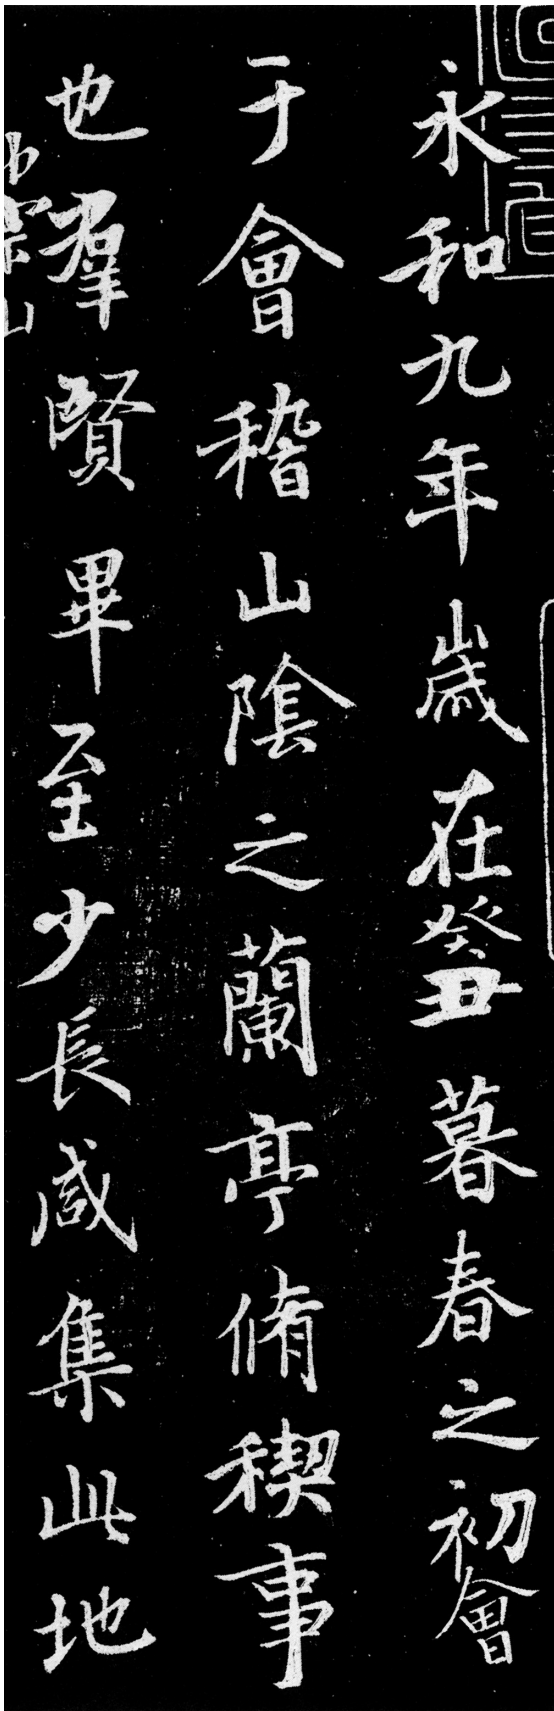 永和九年歲在癸丑暮春之初會
于會稽山陰之蘭亭脩稧事
也羣賢畢至少長咸集此地